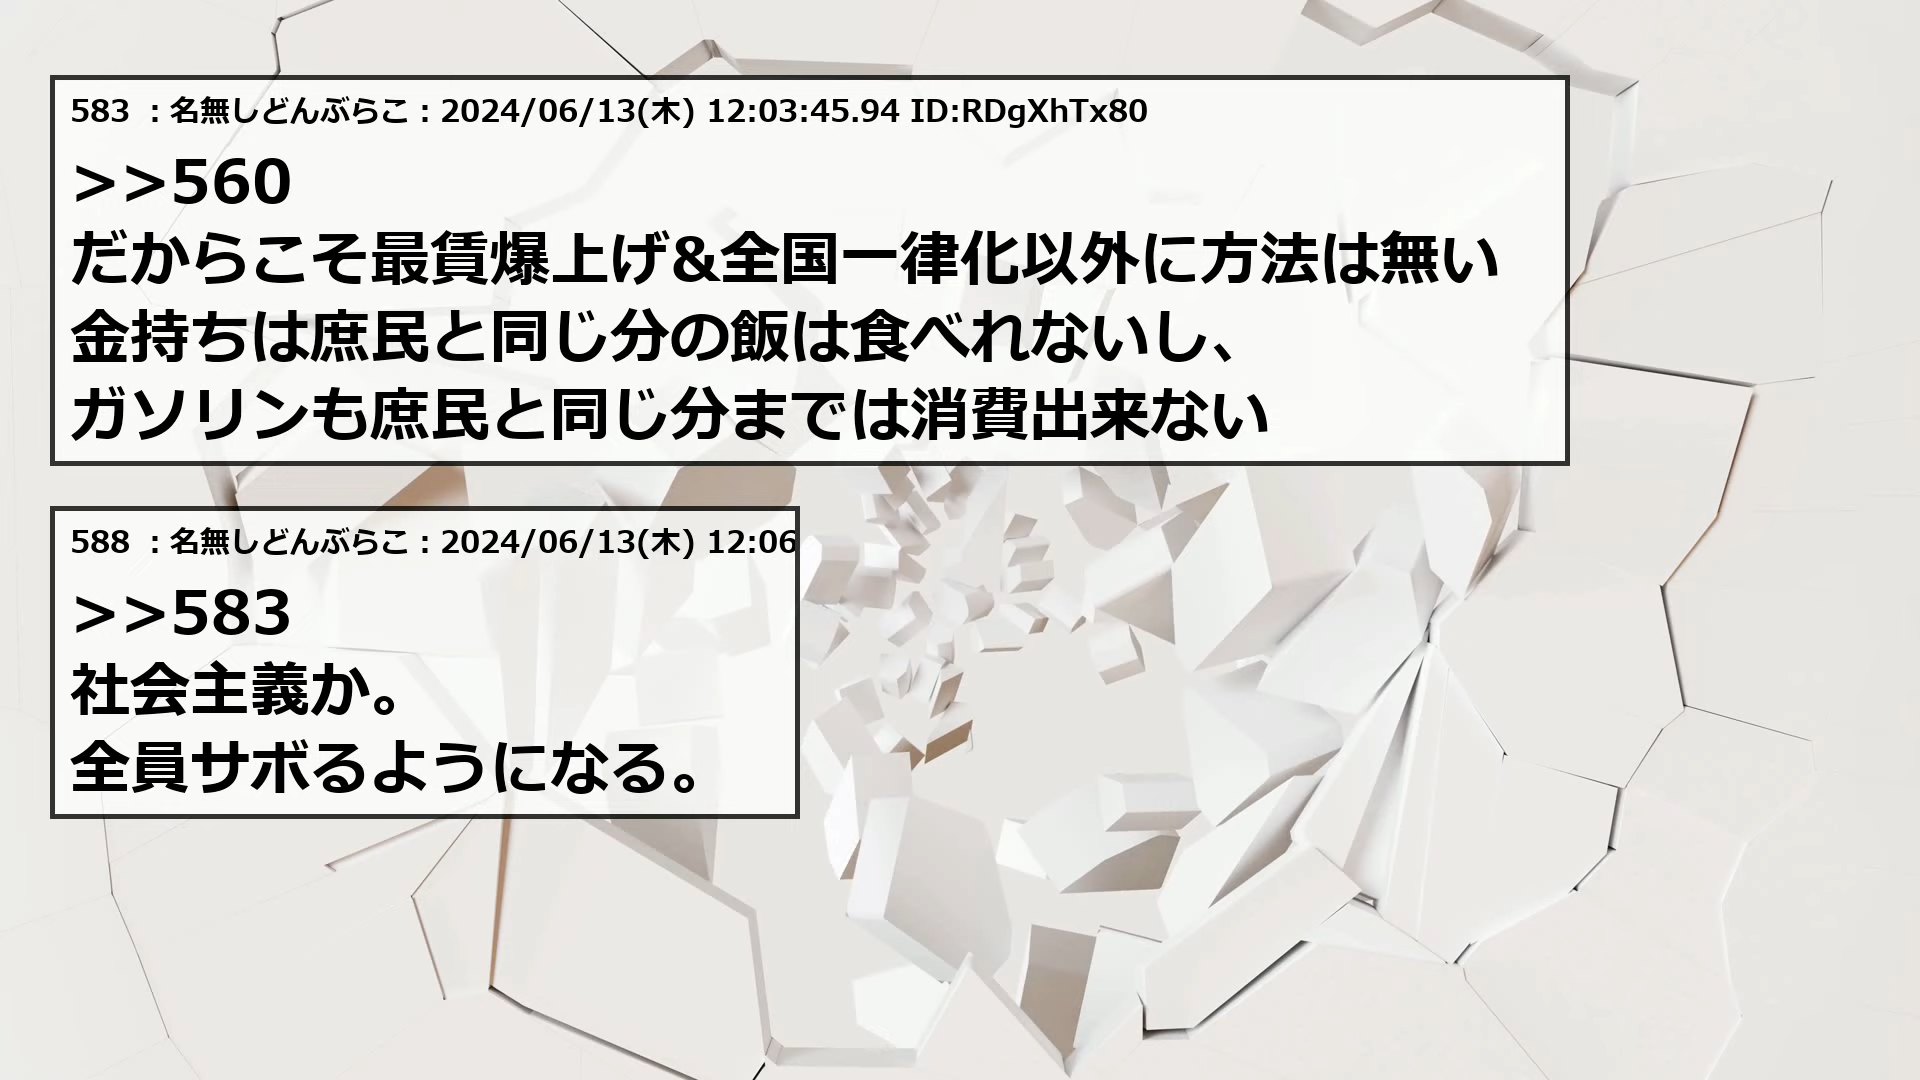 583 ：名無しどんぶらこ：2024/06/13(木) 12:03:45.94 ID:RDgXhTx80
>>560
だからこそ最賃爆上げ&全国一律化以外に方法は無い
金持ちは庶民と同じ分の飯は食べれないし、
ガソリンも庶民と同じ分までは消費出来ない
588 ：名無しどんぶらこ：2024/06/13(木) 12:06
>>583
社会主義か。
全員サボるようになる。